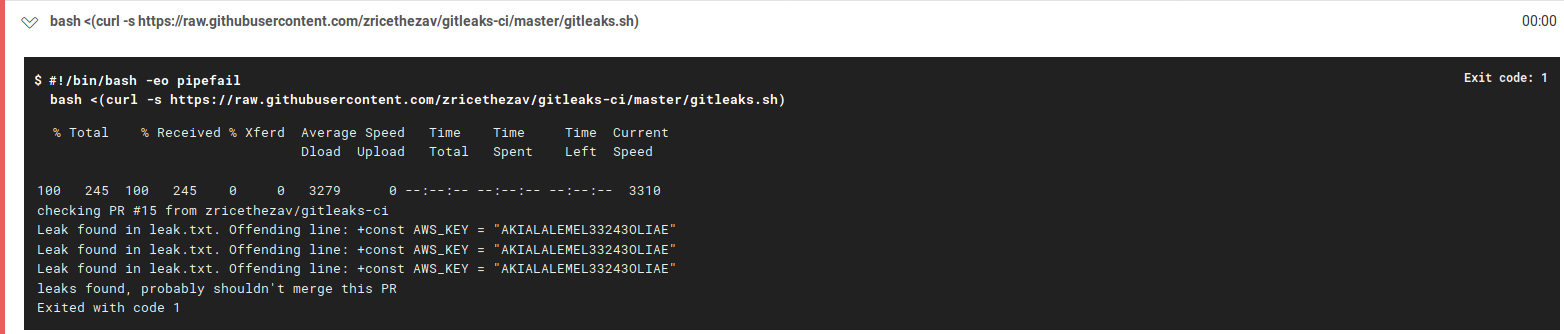 bash <(curl -s https://raw.githubusercontent.com/zricethezav/gitleaks-ci/master/gitleaks.sh) 00:00
$ #!/bin/bash -eo pipefail Exit code: 1
bash <(curl -s https://raw.githubusercontent.com/zricethezav/gitleaks-ci/master/gitleaks.sh)
% Total % Received % Xferd Average Speed Time Time Time Current
Dload Upload Total Spent Left Speed
100 245 100 245 0 0 3279 0 --:--:-- --:--:-- --:--:-- 3310
checking PR #15 from zricethezav/gitleaks-ci
Leak found in leak.txt. Offending line: +const AWS_KEY = "AKIALALEMEL33243OLIAE"
Leak found in leak.txt. Offending line: +const AWS_KEY = "AKIALALEMEL33243OLIAE"
Leak found in leak.txt. Offending line: +const AWS_KEY = "AKIALALEMEL33243OLIAE"
leaks found, probably shouldn't merge this PR
Exited with code 1